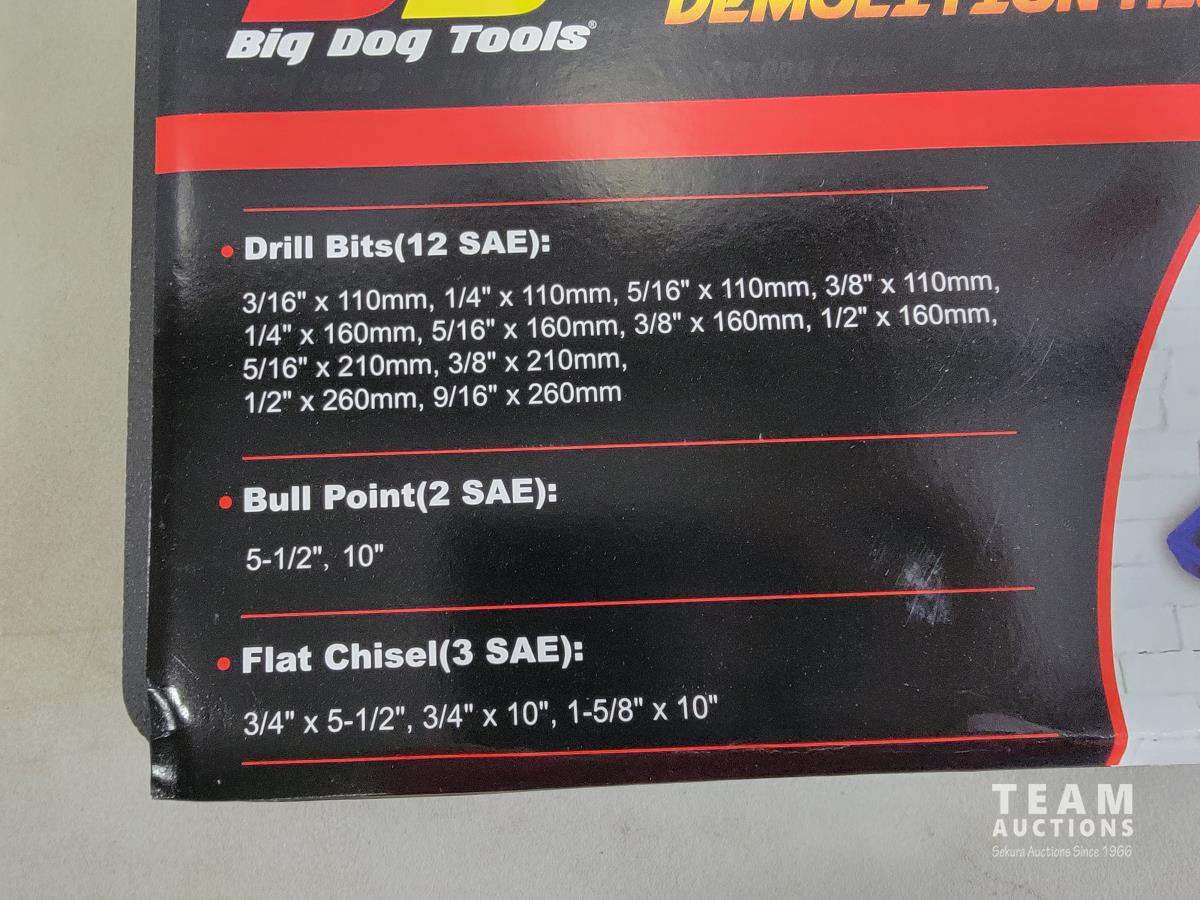 Big Dog Tools®
DEMOLITION
Drill Bits(12 SAE):
3/16" x 110mm, 1/4" x 110mm, 5/16" x 110mm, 3/8" x 110mm,
1/4" x 160mm, 5/16" x 160mm, 3/8" x 160mm, 1/2" x 160mm,
5/16" x 210mm, 3/8" x 210mm,
1/2" x 260mm, 9/16" x 260mm
Bull Point(2 SAE):
5-1/2", 10"
Flat Chisel(3 SAE):
3/4" x 5-1/2", 3/4" x 10", 1-5/8" x 10"
TEAM
AUCTIONS
Sekura Auctions Since 1966